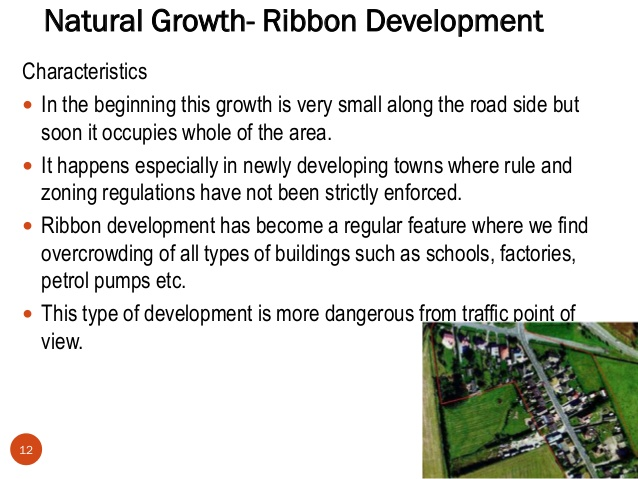 Natural Growth- Ribbon Development
Characteristics
• In the beginning this growth is very small along the road side but
soon it occupies whole of the area.
• It happens especially in newly developing towns where rule and
zoning regulations have not been strictly enforced.
• Ribbon development has become a regular feature where we find
overcrowding of all types of buildings such as schools, factories,
petrol pumps etc.
• This type of development is more dangerous from traffic point of
view.
12